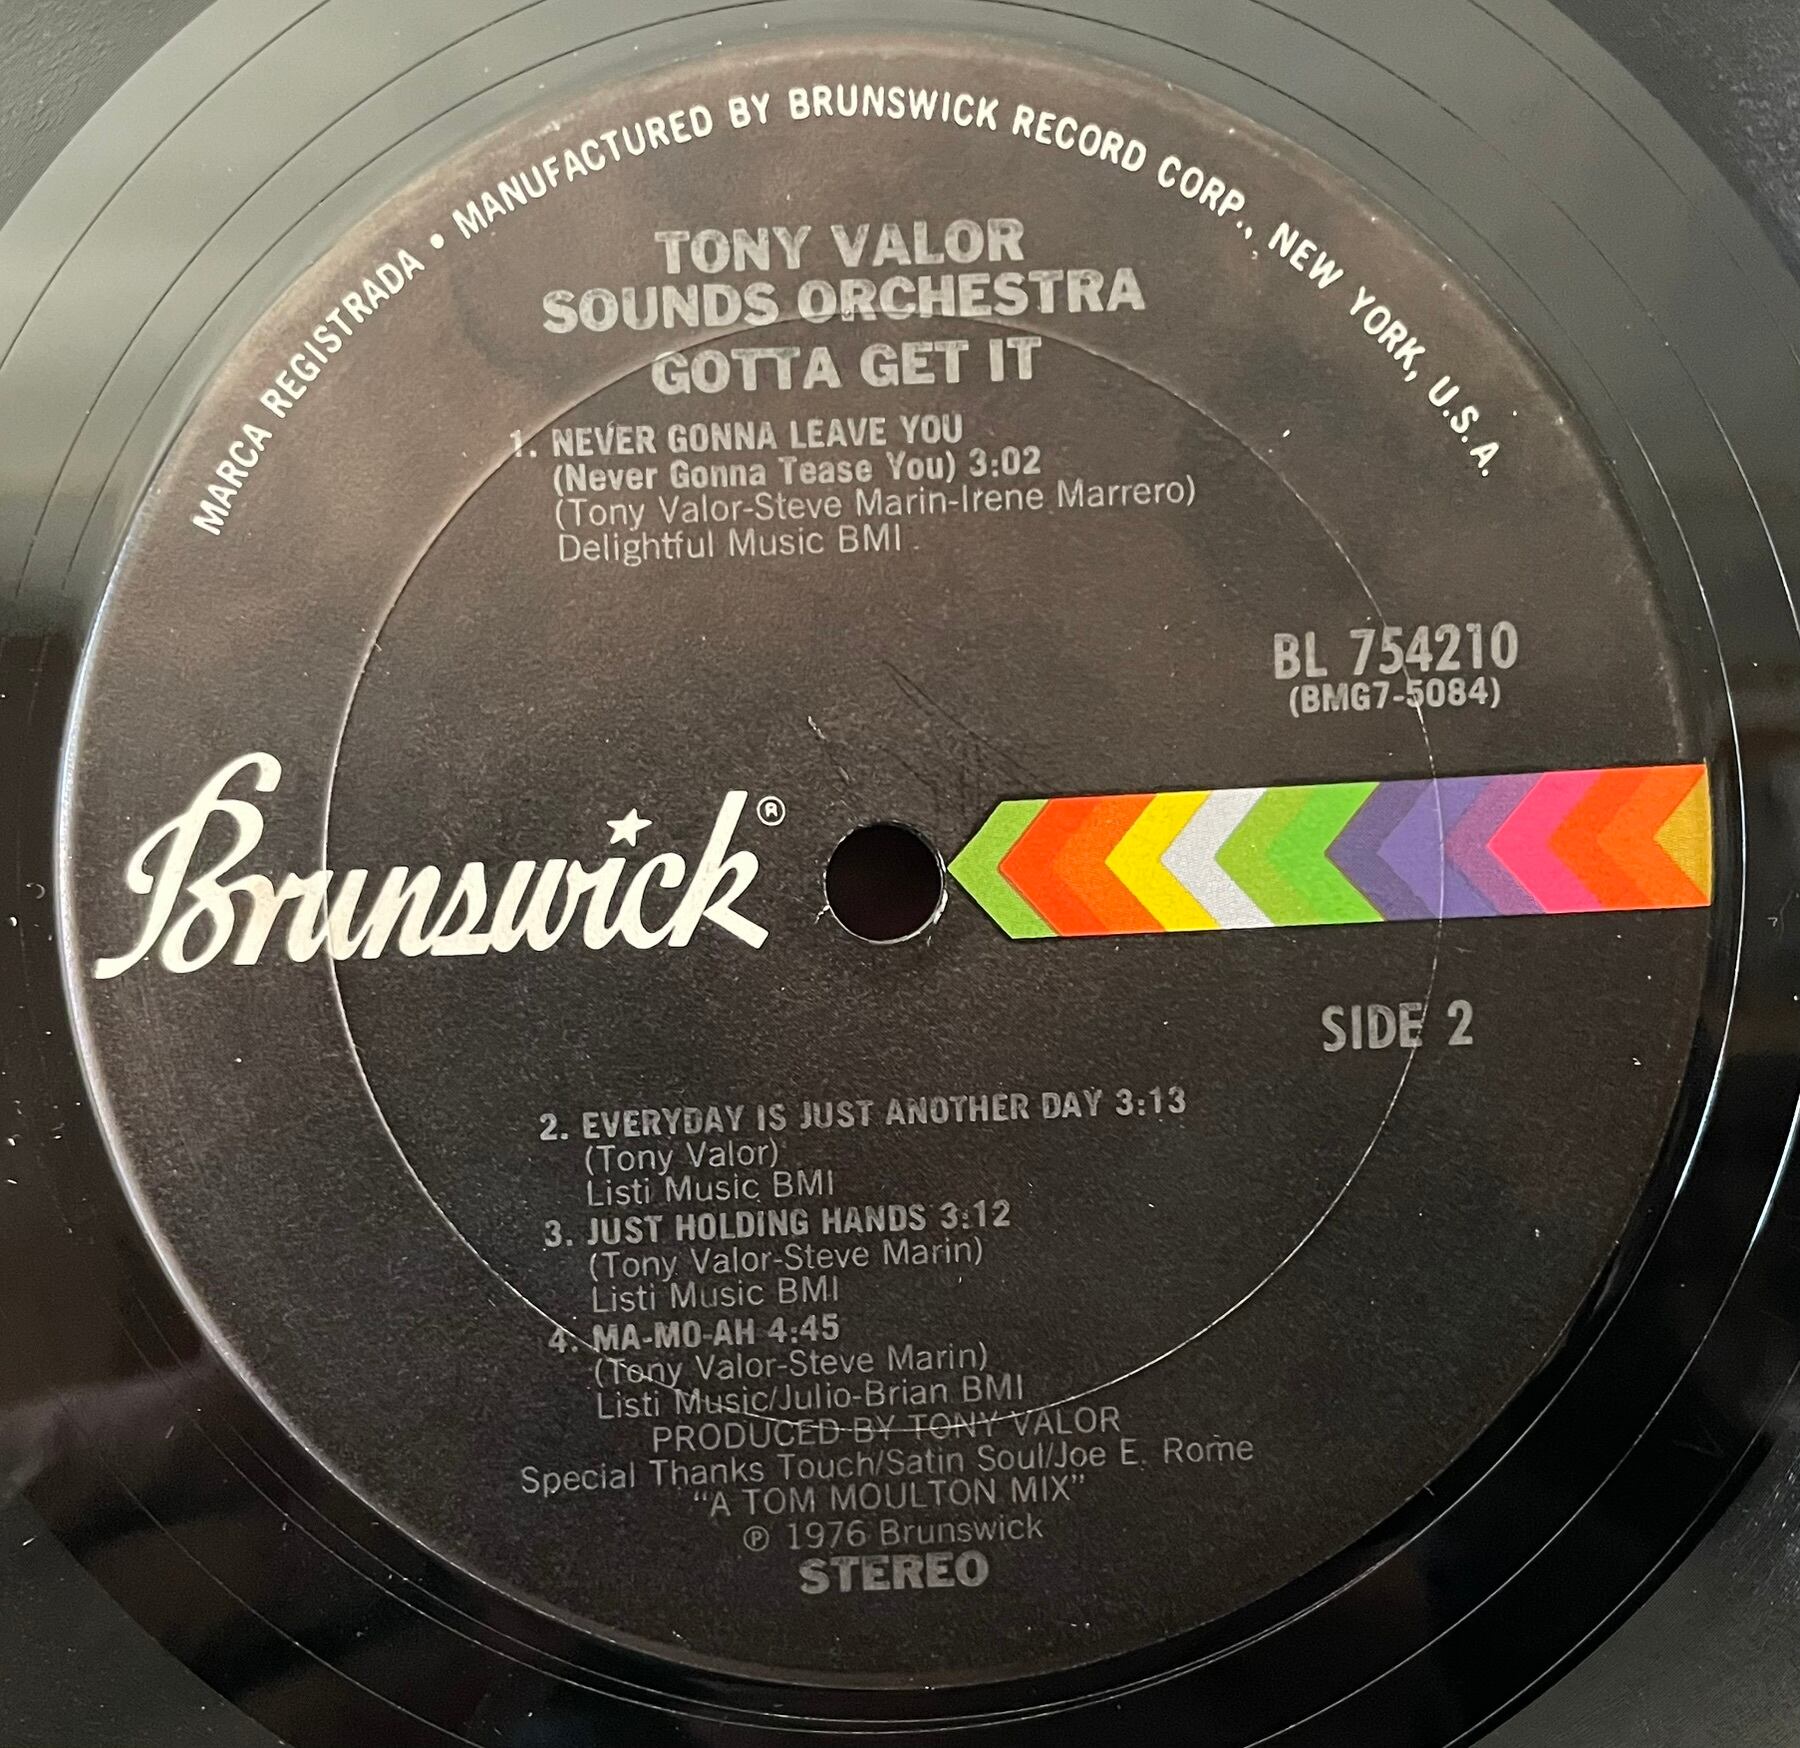 MARCA REGISTRADA • MANUFACTURED BY BRUNSWICK RECORD CORP., NEW YORK, U.S.A.
TONY VALOR
SOUNDS ORCHESTRA
GOTTA GET IT
1. NEVER GONNA LEAVE YOU
(Never Gonna Tease You) 3:02
(Tony Valor-Steve Marin-Irene Marrero)
Delightful Music BMI
BL 754210
(BMG7-5084)
Brunswick®
SIDE 2
2. EVERYDAY IS JUST ANOTHER DAY 3:13
(Tony Valor)
Listi Music BMI
3. JUST HOLDING HANDS 3:12
(Tony Valor-Steve Marin)
Listi Music BMI
4. MA-MO-AH 4:45
(Tony Valor-Steve Marin)
Listi Music/Julio-Brian BMI
PRODUCED BY TONY VALOR
Special Thanks Touch/Satin Soul/Joe E. Rome
"A TOM MOULTON MIX"
℗ 1976 Brunswick
STEREO